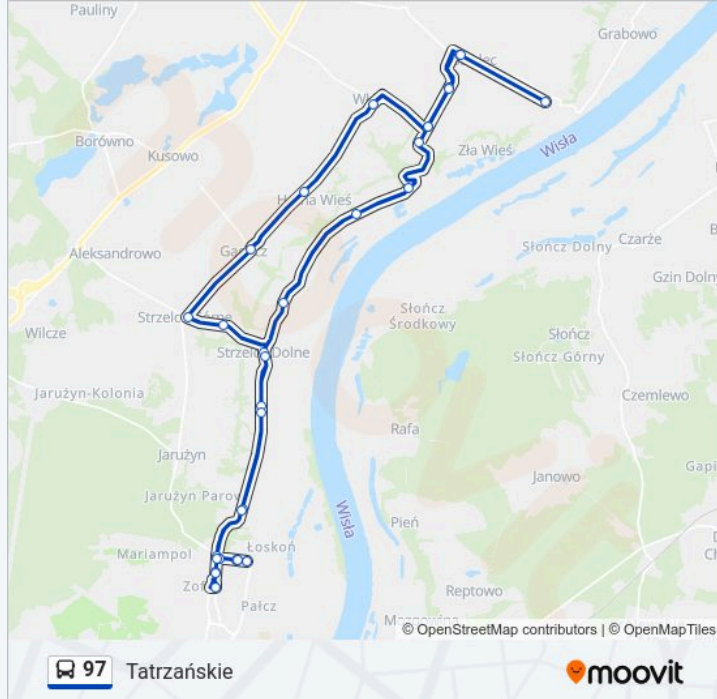 Pauliny
Grabowo
Borówno
Kusowo
Zła Wieś
Wisła
Aleksandrowo
Słończ Dolny
Czarże
Gzin Dolny
Słończ
Środkowy
Wilcze
Strzelce Dolne
Słończ
Słończ Górny
Jarużyn-Kolonia
Czemlewo
Rafa
Jarużyn
Janowo
Jarużyn Parow
Wisła
Pień
Mariampol
Łoskoń
Reptowo
Pałcz
© OpenStreetMap contributors | © OpenMapTiles
97 Tatrzańskie
moovit